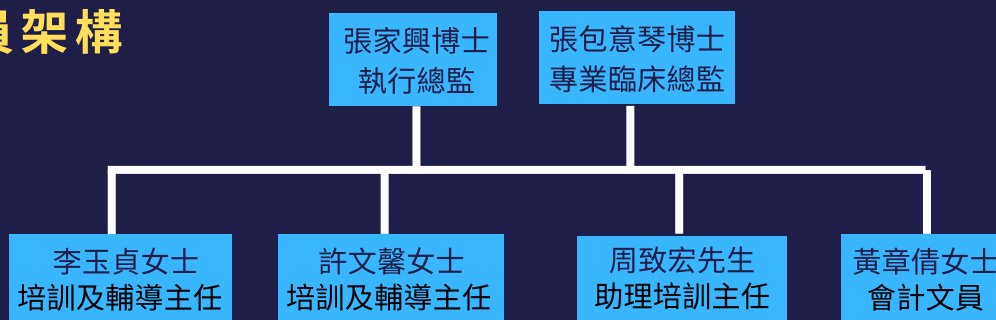 員架構
張家興博士
執行總監
張包意琴博士
專業臨床總監
李玉貞女士
培訓及輔導主任
許文馨女士
培訓及輔導主任
周致宏先生
助理培訓主任
黃章倩女士
會計文員